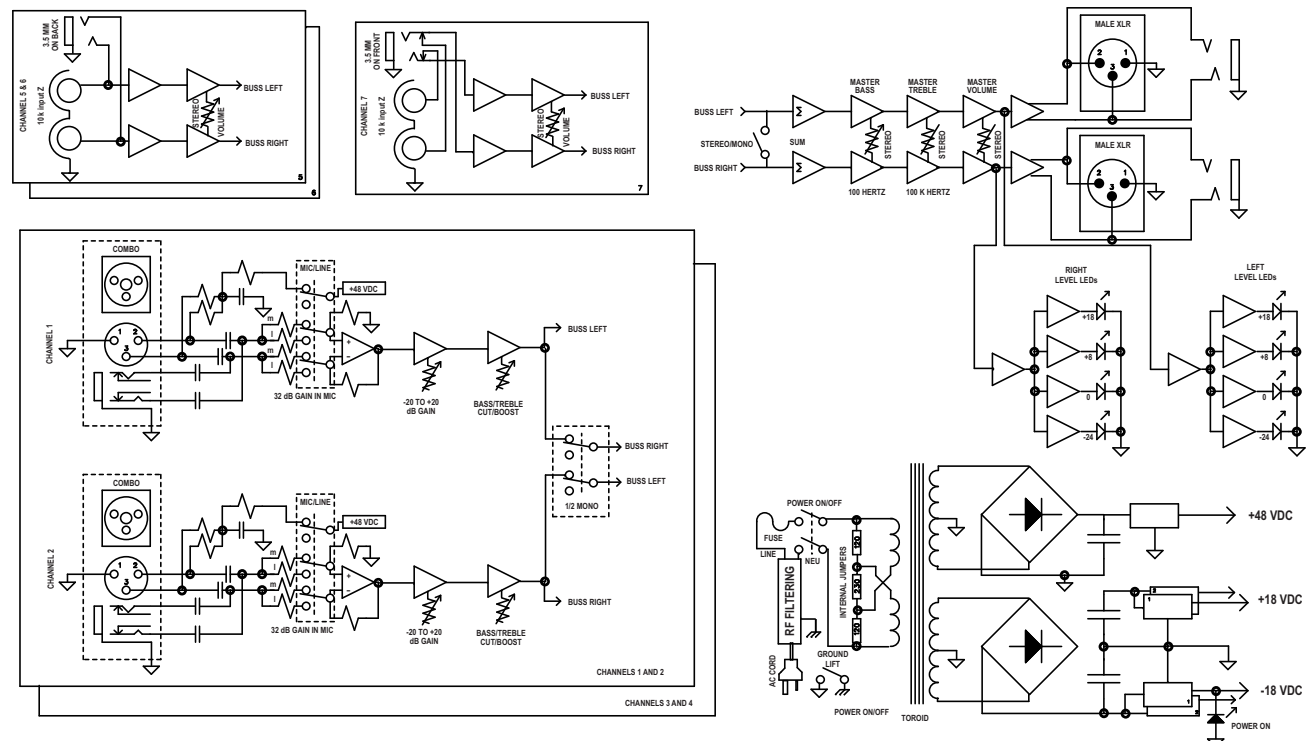 CHANNEL 5 & 6
10 k input Z
3.5 MM
ON BACK
STEREO
VOLUME
BUSS LEFT
BUSS RIGHT
5
6
CHANNEL 7
10 k input Z
3.5 MM
ON FRONT
STEREO
VOLUME
BUSS LEFT
BUSS RIGHT
7
BUSS LEFT
STEREO/MONO
BUSS RIGHT
Σ
SUM
Σ
MASTER
BASS
STEREO
100 HERTZ
MASTER
TREBLE
STEREO
100 K HERTZ
MASTER
VOLUME
STEREO
MALE XLR
2
1
3
MALE XLR
2
1
3
RIGHT
LEVEL LEDs
+18
+8
0
-24
LEFT
LEVEL LEDs
+18
+8
0
-24
CHANNEL 1
COMBO
1
2
3
MIC/LINE
+48 VDC
m
l
m
l
+
–
32 dB GAIN IN MIC
-20 TO +20
dB GAIN
BASS/TREBLE
CUT/BOOST
BUSS LEFT
BUSS RIGHT
BUSS LEFT
1/2 MONO
CHANNEL 2
COMBO
1
2
3
MIC/LINE
+48 VDC
m
l
m
l
+
–
32 dB GAIN IN MIC
-20 TO +20
dB GAIN
BASS/TREBLE
CUT/BOOST
BUSS RIGHT
CHANNELS 1 AND 2
CHANNELS 3 AND 4
POWER ON/OFF
FUSE
LINE
NEU
RF FILTERING
AC CORD
GROUND
LIFT
INTERNAL JUMPERS
120
230
120
POWER ON/OFF
TOROID
+48 VDC
+18 VDC
1
-18 VDC
1
POWER ON